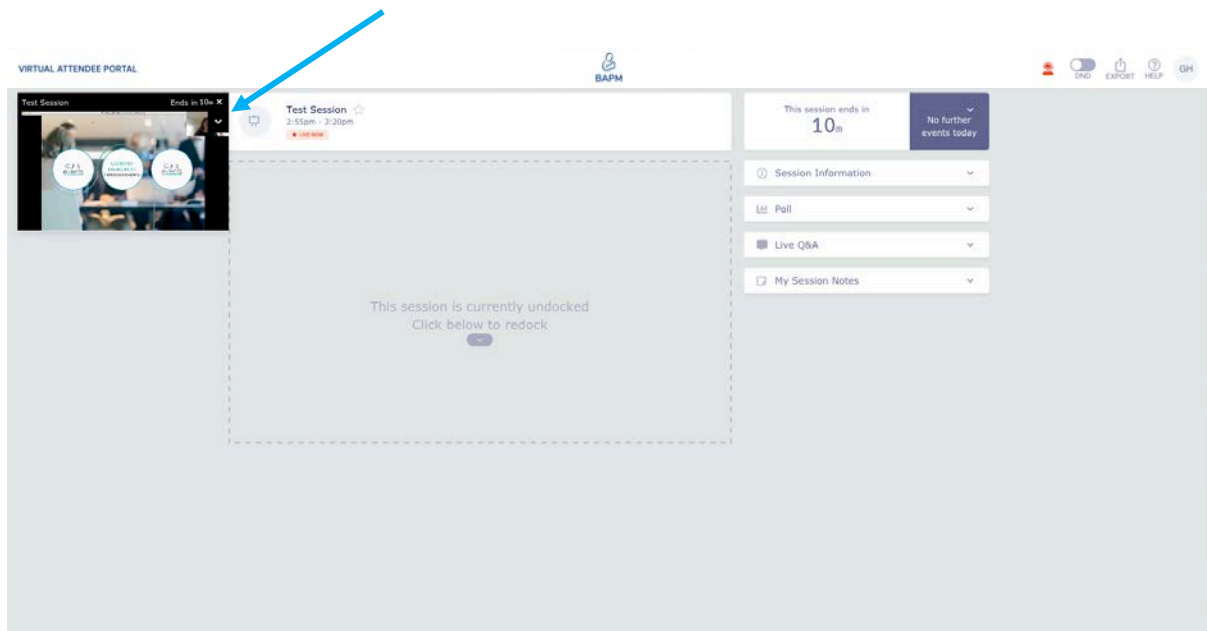 VIRTUAL ATTENDEE PORTAL
BAPM
DND
EXPORT
HELP
GH
Test Session
Ends in 10m X
Test Session
2:55pm - 3:20pm
LIVE NOW
This session ends in
10m
No further
events today
Session Information
Poll
Live Q&A
My Session Notes
This session is currently undocked
Click below to redock